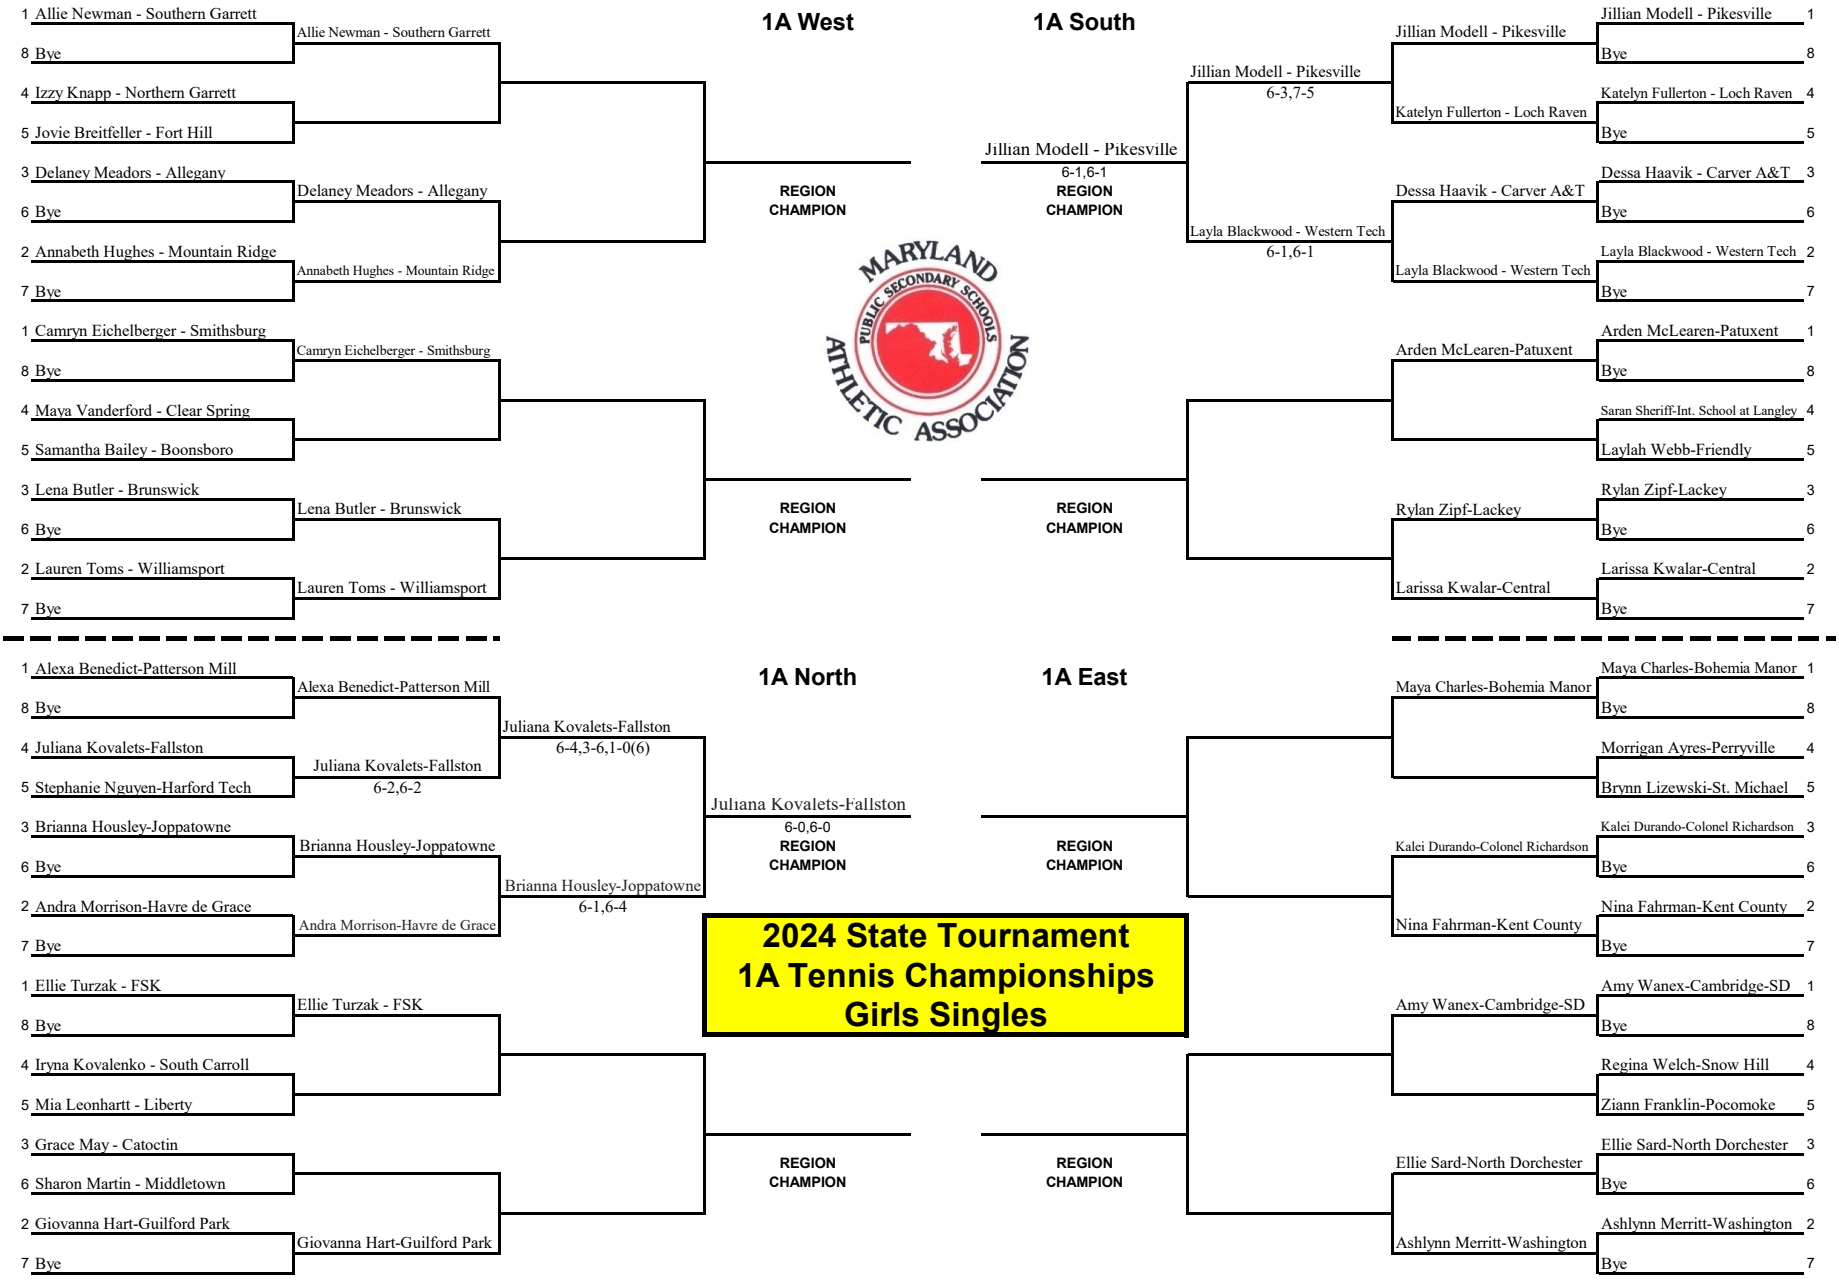 1A West
1 Allie Newman - Southern Garrett
8 Bye
Allie Newman - Southern Garrett
4 Izzy Knapp - Northern Garrett
5 Jovie Breitfeller - Fort Hill
3 Delaney Meadors - Allegany
6 Bye
Delaney Meadors - Allegany
2 Annabeth Hughes - Mountain Ridge
7 Bye
Annabeth Hughes - Mountain Ridge
REGION
CHAMPION
1 Camryn Eichelberger - Smithsburg
8 Bye
Camryn Eichelberger - Smithsburg
4 Maya Vanderford - Clear Spring
5 Samantha Bailey - Boonsboro
3 Lena Butler - Brunswick
6 Bye
Lena Butler - Brunswick
2 Lauren Toms - Williamsport
7 Bye
Lauren Toms - Williamsport
REGION
CHAMPION
1A South
Jillian Modell - Pikesville 1
Bye 8
Jillian Modell - Pikesville
Katelyn Fullerton - Loch Raven 4
Bye 5
Katelyn Fullerton - Loch Raven
Jillian Modell - Pikesville
6-3,7-5
Dessa Haavik - Carver A&T 3
Bye 6
Dessa Haavik - Carver A&T
Layla Blackwood - Western Tech 2
Bye 7
Layla Blackwood - Western Tech
Layla Blackwood - Western Tech
6-1,6-1
Jillian Modell - Pikesville
6-1,6-1
REGION
CHAMPION
Arden McLearen-Patuxent 1
Bye 8
Arden McLearen-Patuxent
Saran Sheriff-Int. School at Langley 4
Laylah Webb-Friendly 5
Rylan Zipf-Lackey 3
Bye 6
Rylan Zipf-Lackey
Larissa Kwalar-Central 2
Bye 7
Larissa Kwalar-Central
REGION
CHAMPION
MARYLAND
PUBLIC SECONDARY SCHOOLS
ATHLETIC ASSOCIATION
1A North
1 Alexa Benedict-Patterson Mill
8 Bye
Alexa Benedict-Patterson Mill
4 Juliana Kovalets-Fallston
5 Stephanie Nguyen-Harford Tech
Juliana Kovalets-Fallston
6-2,6-2
Juliana Kovalets-Fallston
6-4,3-6,1-0(6)
3 Brianna Housley-Joppatowne
6 Bye
Brianna Housley-Joppatowne
2 Andra Morrison-Havre de Grace
7 Bye
Andra Morrison-Havre de Grace
Brianna Housley-Joppatowne
6-1,6-4
Juliana Kovalets-Fallston
6-0,6-0
REGION
CHAMPION
1 Ellie Turzak - FSK
8 Bye
Ellie Turzak - FSK
4 Iryna Kovalenko - South Carroll
5 Mia Leonhartt - Liberty
3 Grace May - Catoctin
6 Sharon Martin - Middletown
2 Giovanna Hart-Guilford Park
7 Bye
Giovanna Hart-Guilford Park
REGION
CHAMPION
1A East
Maya Charles-Bohemia Manor 1
Bye 8
Maya Charles-Bohemia Manor
Morrigan Ayres-Perryville 4
Brynn Lizewski-St. Michael 5
Kalei Durando-Colonel Richardson 3
Bye 6
Kalei Durando-Colonel Richardson
Nina Fahrman-Kent County 2
Bye 7
Nina Fahrman-Kent County
REGION
CHAMPION
Amy Wanex-Cambridge-SD 1
Bye 8
Amy Wanex-Cambridge-SD
Regina Welch-Snow Hill 4
Ziann Franklin-Pocomoke 5
Ellie Sard-North Dorchester 3
Bye 6
Ellie Sard-North Dorchester
Ashlynn Merritt-Washington 2
Bye 7
Ashlynn Merritt-Washington
REGION
CHAMPION
2024 State Tournament
1A Tennis Championships
Girls Singles